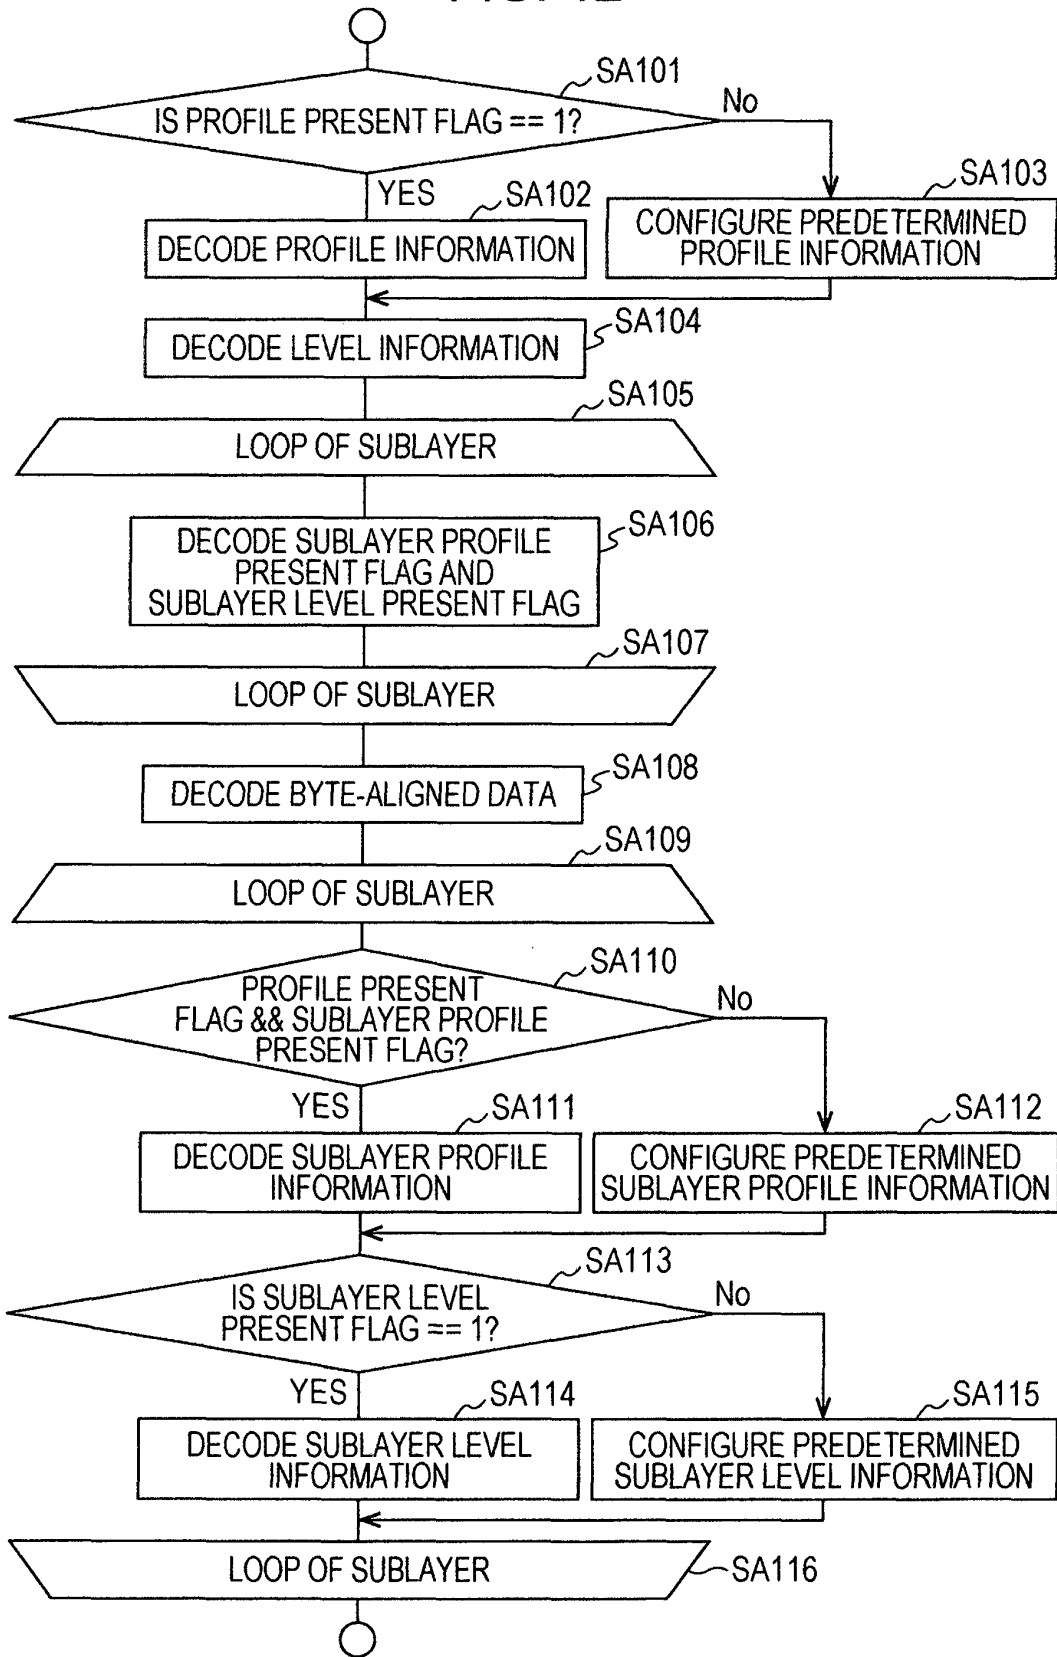 SA101
IS PROFILE PRESENT FLAG == 1?
No
YES
SA102
SA103
DECODE PROFILE INFORMATION
CONFIGURE PREDETERMINED
PROFILE INFORMATION
SA104
DECODE LEVEL INFORMATION
SA105
LOOP OF SUBLAYER
SA106
DECODE SUBLAYER PROFILE
PRESENT FLAG AND
SUBLAYER LEVEL PRESENT FLAG
SA107
LOOP OF SUBLAYER
SA108
DECODE BYTE-ALIGNED DATA
SA109
LOOP OF SUBLAYER
SA110
PROFILE PRESENT
FLAG && SUBLAYER PROFILE
PRESENT FLAG?
No
YES
SA111
SA112
DECODE SUBLAYER PROFILE
INFORMATION
CONFIGURE PREDETERMINED
SUBLAYER PROFILE INFORMATION
SA113
IS SUBLAYER LEVEL
PRESENT FLAG == 1?
No
YES
SA114
SA115
DECODE SUBLAYER LEVEL
INFORMATION
CONFIGURE PREDETERMINED
SUBLAYER LEVEL INFORMATION
LOOP OF SUBLAYER
SA116